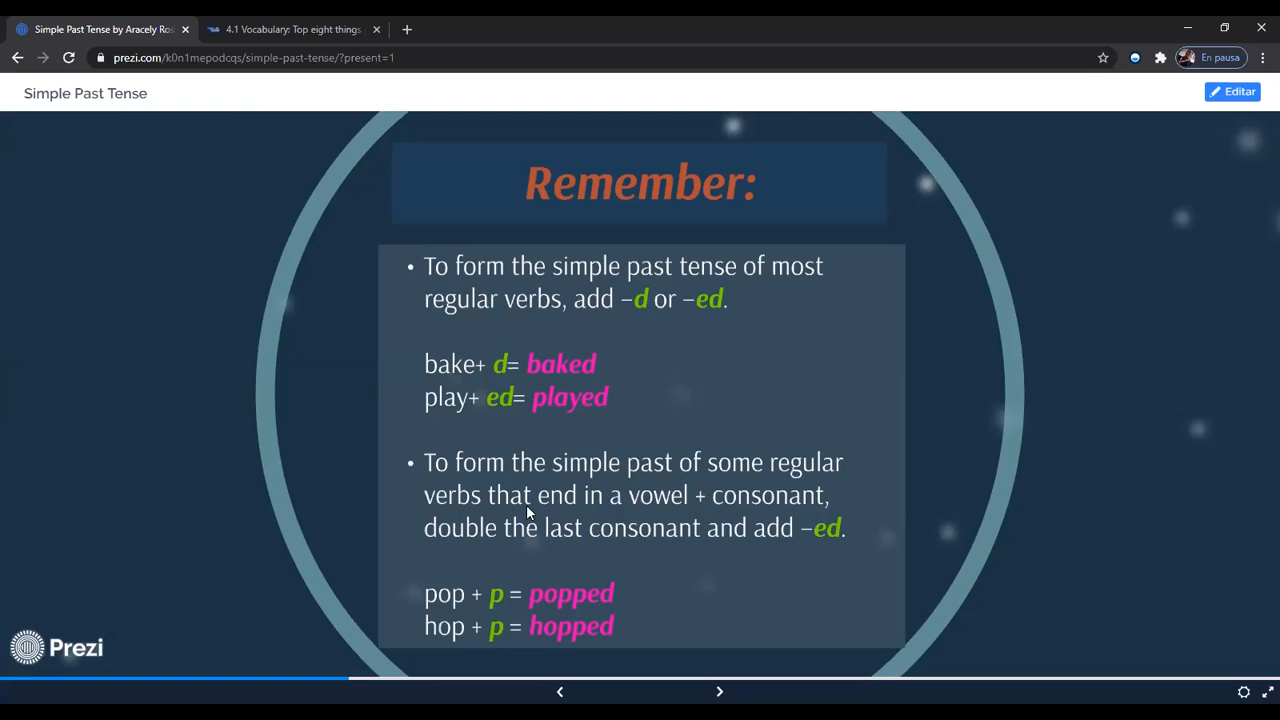 Simple Past Tense by Aracely Ros
4.1 Vocabulary: Top eight things
prezi.com/k0n1mepodcqs/simple-past-tense/?present=1
En pausa
Simple Past Tense
Editar
Remember:
• To form the simple past tense of most
regular verbs, add –d or –ed.
bake+ d= baked
play+ ed= played
• To form the simple past of some regular
verbs that end in a vowel + consonant,
double the last consonant and add –ed.
pop + p = popped
hop + p = hopped
Prezi